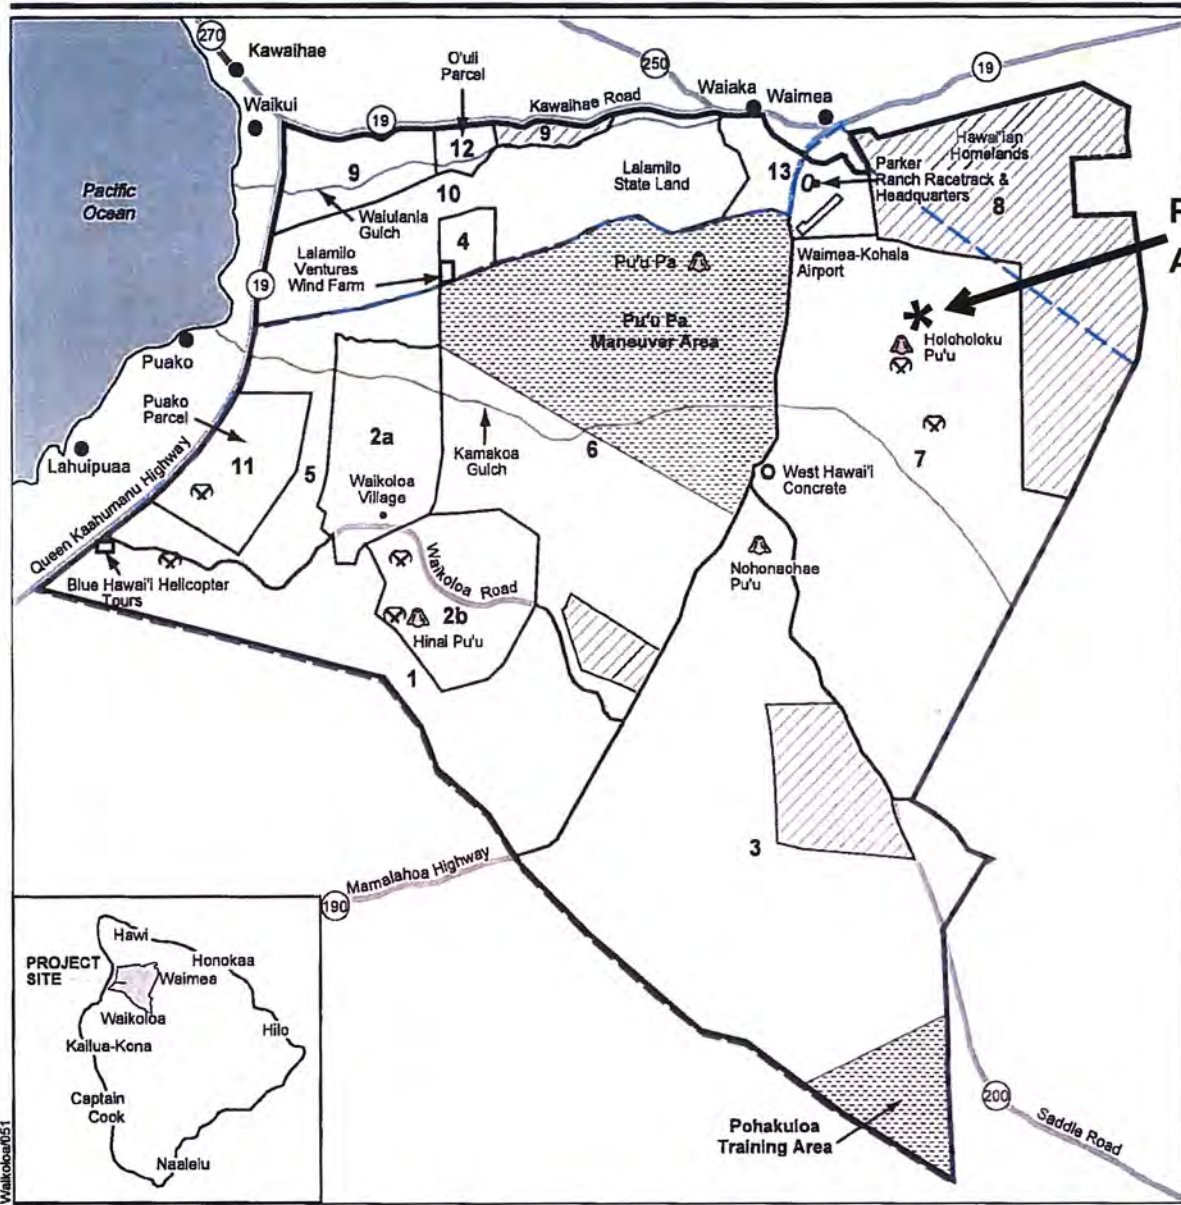 270
Kawaihae
O'uli
Parcel
250
19
Waikui
19
Kawaihae Road
Waiaka
Waimea
9
12
Hawai'ian
Homelands
Pacific
Ocean
9
10
Lalamilo
State Land
13
Parker
Ranch Racetrack &
Headquarters
8
Waiulaula
Gulch
4
Lalamilo
Ventures
Wind Farm
Pu'u Pa
Waimea-Kohala
Airport
19
Pu'u Pa
Maneuver Area
Holoholoku
Pu'u
Puako
Puako
Parcel
2a
Kamakoa
Gulch
6
7
Lahuipuaa
11
5
Waikoloa
Village
West Hawai'i
Concrete
Queen Kaahumanu Highway
Waikoloa Road
Nohonaohae
Pu'u
Blue Hawai'i Helicopter
Tours
2b
Hinai Pu'u
1
3
Mamalahoa Highway
190
Hawi
Honokaa
PROJECT
SITE
Waimea
Waikoloa
Hilo
Kailua-Kona
Captain
Cook
Naalelu
200
Saddle Road
Pohakuloa
Training Area
Waikoloa/051